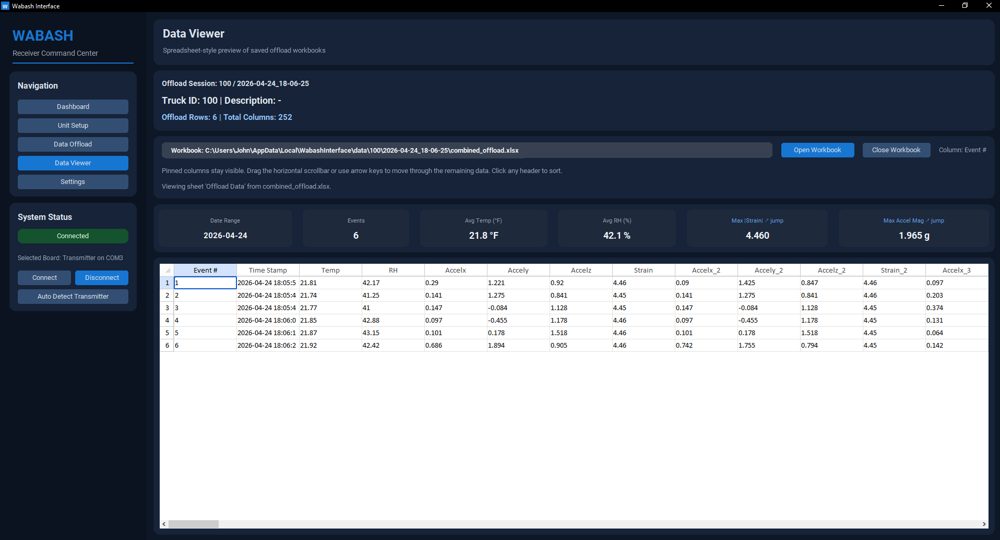 W Wabash Interface
WABASH
Receiver Command Center
Navigation
Dashboard
Unit Setup
Data Offload
Data Viewer
Settings
System Status
Connected
Selected Board: Transmitter on COM3
Connect Disconnect
Auto Detect Transmitter
Data Viewer
Spreadsheet-style preview of saved offload workbooks
Offload Session: 100 / 2026-04-24_18-06-25
Truck ID: 100 | Description: -
Offload Rows: 6 | Total Columns: 252
Workbook: C:\Users\John\AppData\Local\WabashInterface\data\100\2026-04-24_18-06-25\combined_offload.xlsx
Open Workbook Close Workbook Column: Event #
Pinned columns stay visible. Drag the horizontal scrollbar or use arrow keys to move through the remaining data. Click any header to sort.
Viewing sheet 'Offload Data' from combined_offload.xlsx.
Date Range Events Avg Temp (°F) Avg RH (%) Max |Strain| ↗ jump Max Accel Mag ↗ jump
2026-04-24 6 21.8 °F 42.1 % 4.460 1.965 g
Event # Time Stamp Temp RH Accelx Accely Accelz Strain Accelx_2 Accely_2 Accelz_2 Strain_2 Accelx_3
1 1 2026-04-24 18:05:5 21.81 42.17 0.29 1.221 0.92 4.46 0.09 1.425 0.847 4.46 0.097
2 2 2026-04-24 18:05:4 21.74 41.25 0.141 1.275 0.841 4.45 0.141 1.275 0.841 4.46 0.203
3 3 2026-04-24 18:05:4 21.77 41 0.147 -0.084 1.128 4.45 0.147 -0.084 1.128 4.45 0.374
4 4 2026-04-24 18:06:0 21.85 42.88 0.097 -0.455 1.178 4.46 0.097 -0.455 1.178 4.45 0.131
5 5 2026-04-24 18:06:1 21.87 43.15 0.101 0.178 1.518 4.46 0.101 0.178 1.518 4.45 0.064
6 6 2026-04-24 18:06:2 21.92 42.42 0.686 1.894 0.905 4.46 0.742 1.755 0.794 4.45 0.142